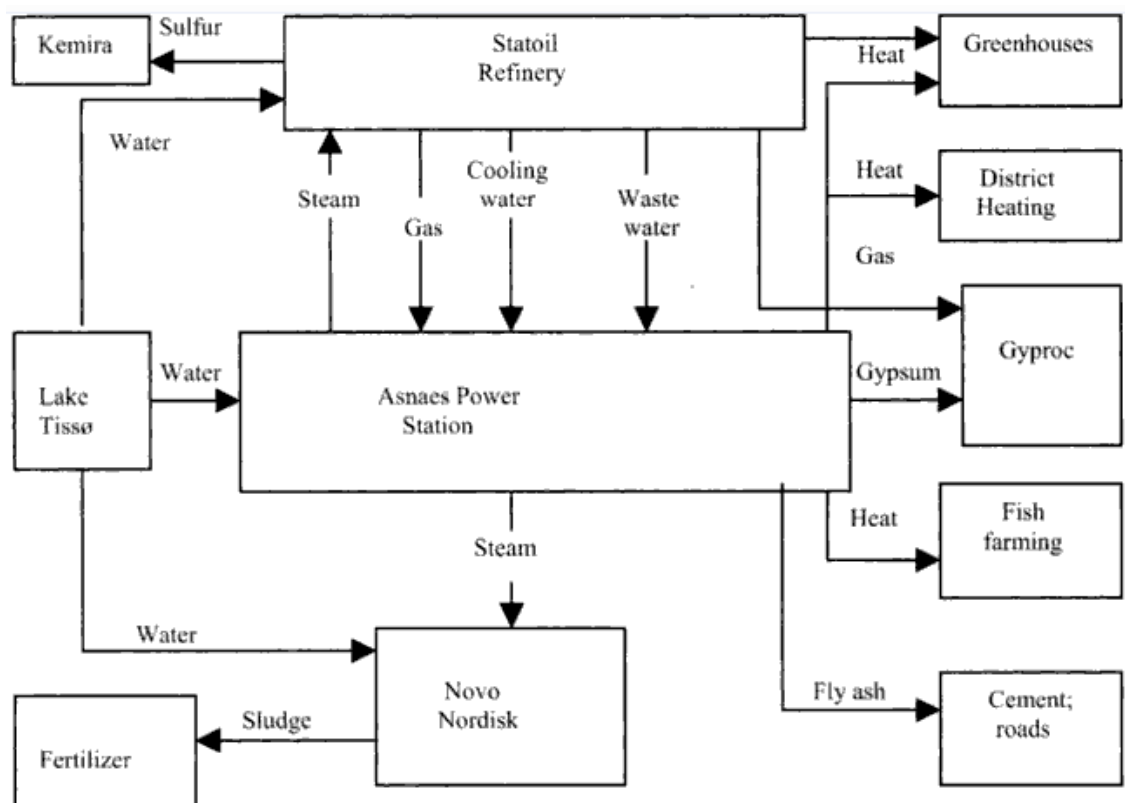 Kemira
Sulfur
Statoil
Refinery
Greenhouses
Heat
Water
Steam
Gas
Cooling
water
Waste
water
Heat
District
Heating
Gas
Gyproc
Lake
Tissø
Water
Asnaes Power
Station
Gypsum
Steam
Heat
Fish
farming
Water
Novo
Nordisk
Fly ash
Cement;
roads
Sludge
Fertilizer